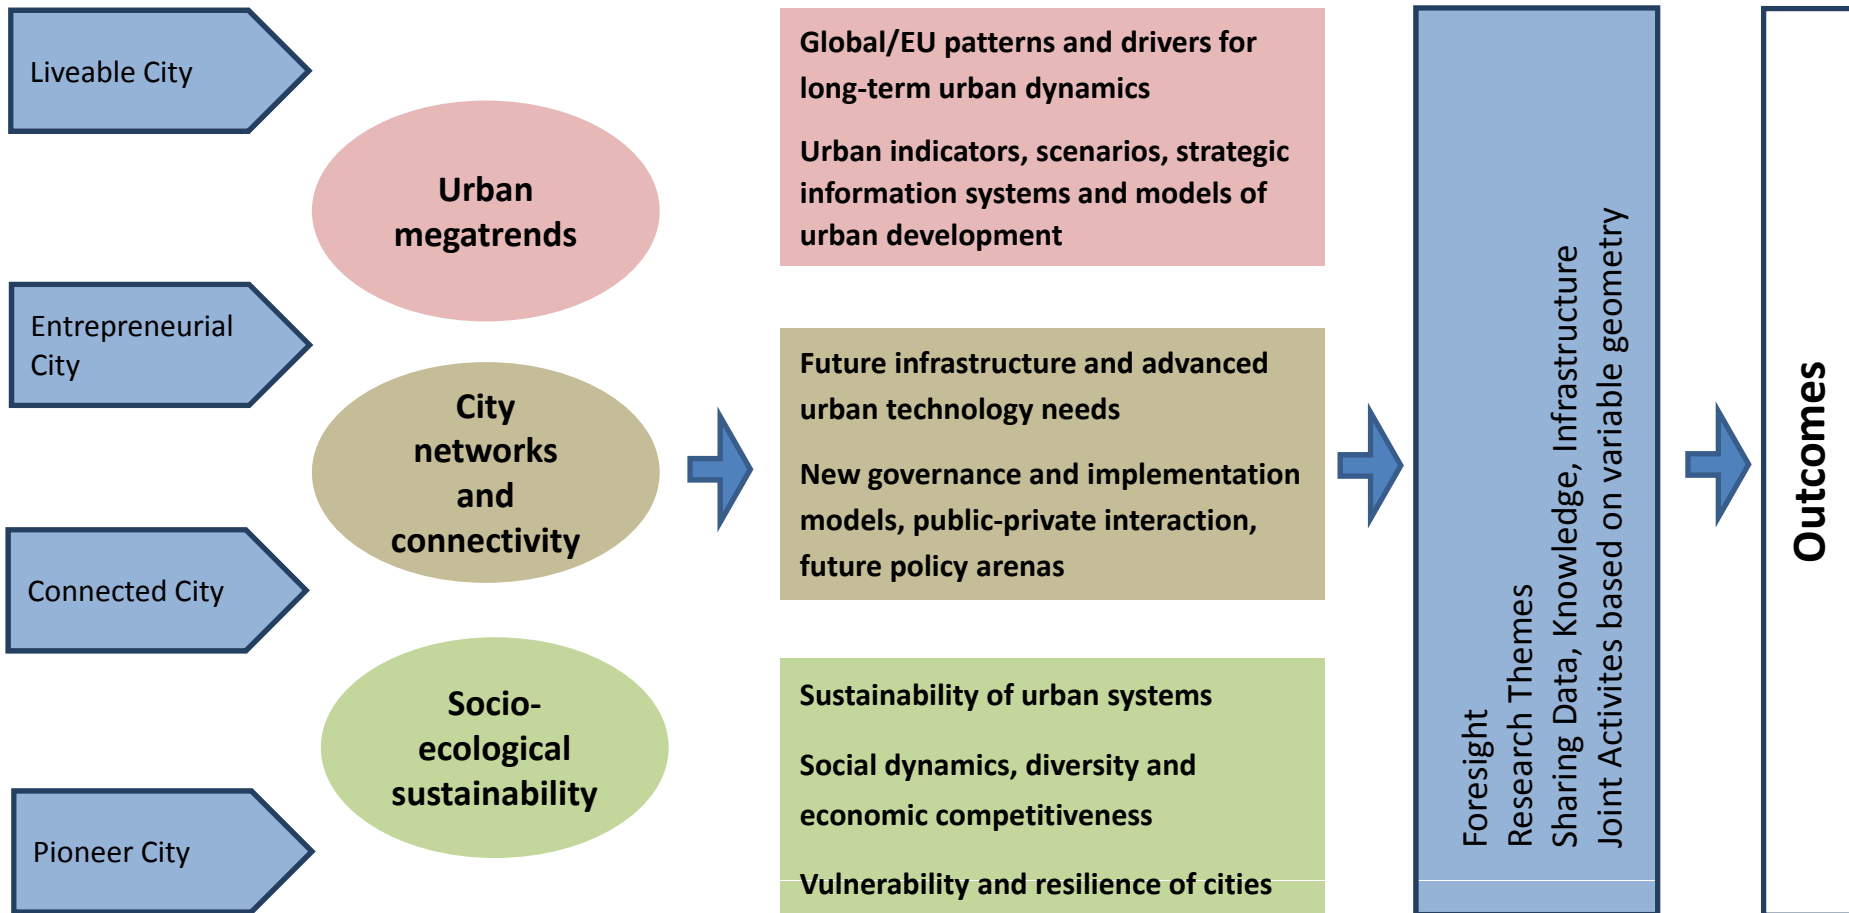 Liveable City
Entrepreneurial
City
Connected City
Pioneer City
Urban
megatrends
City
networks
and
connectivity
Socio-
ecological
sustainability
Global/EU patterns and drivers for
long-term urban dynamics
Urban indicators, scenarios, strategic
information systems and models of
urban development
Future infrastructure and advanced
urban technology needs
New governance and implementation
models, public-private interaction,
future policy arenas
Sustainability of urban systems
Social dynamics, diversity and
economic competitiveness
Vulnerability and resilience of cities
Foresight
Research Themes
Sharing Data, Knowledge, Infrastructure
Joint Activites based on variable geometry
Outcomes